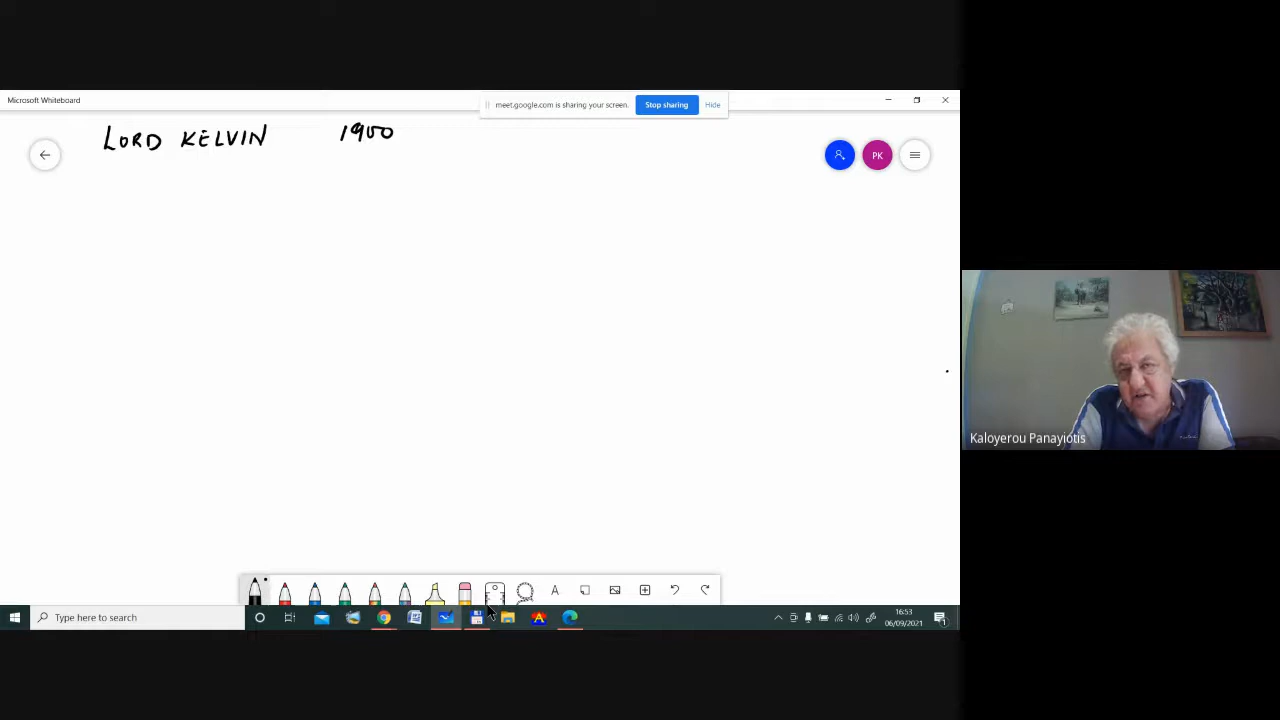 Microsoft Whiteboard
meet.google.com is sharing your screen.
Stop sharing
Hide
LORD KELVIN 1900
PK
Kaloyerou Panayiotis
A
Type here to search
16:53
06/09/2021